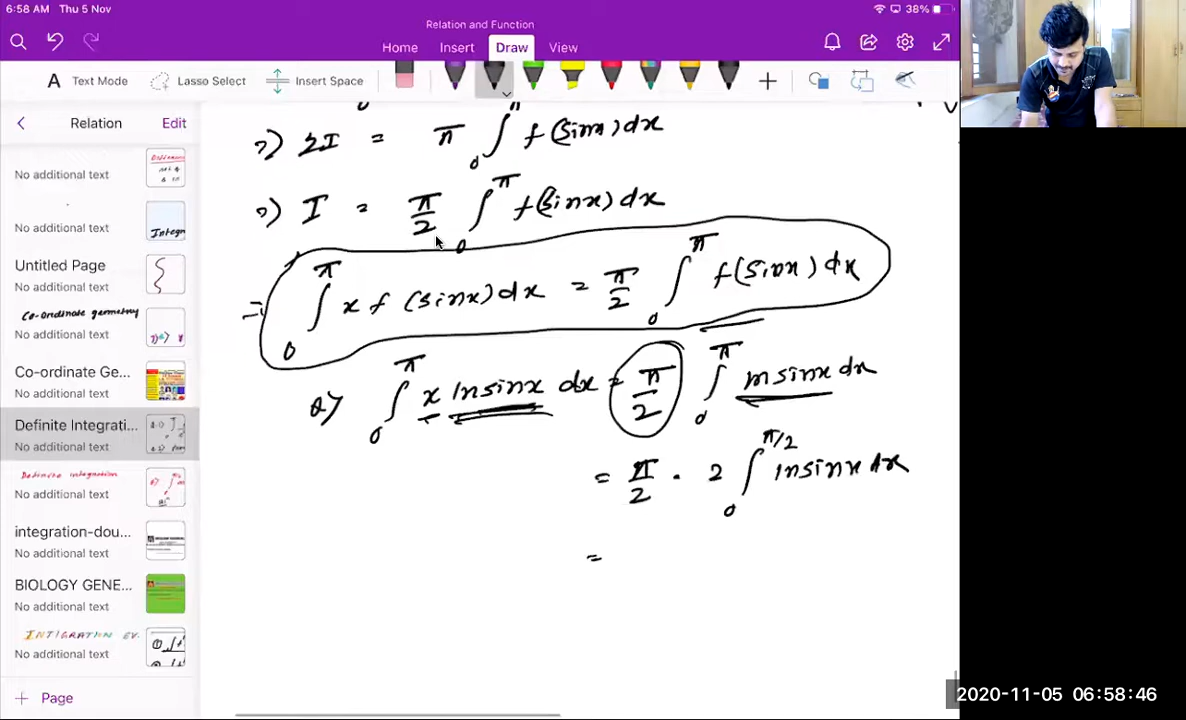 6:58 AM Thu 5 Nov
38%
Relation and Function
Home Insert Draw View
A Text Mode Lasso Select Insert Space
Relation Edit
No additional text
No additional text
Untitled Page
No additional text
Co-ordinate geometry
No additional text
Co-ordinate Ge...
No additional text
Definite Integrati...
No additional text
Definite integration
No additional text
integration-dou...
No additional text
BIOLOGY GENE...
No additional text
INTIGRATION EV.
No additional text
+ Page
⇒) 2I = π ∫₀^π f(sinx)dx
⇒) I = π/2 ∫₀^π f(sinx)dx
⇒ ∫₀^π x f(sinx)dx = π/2 ∫₀^π f(sinx)dx
Q) ∫₀^π x lnsinx dx = π/2 ∫₀^π lnsinx dx
= π/2 · 2 ∫₀^π/2 lnsinx dx
=
2020-11-05 06:58:46